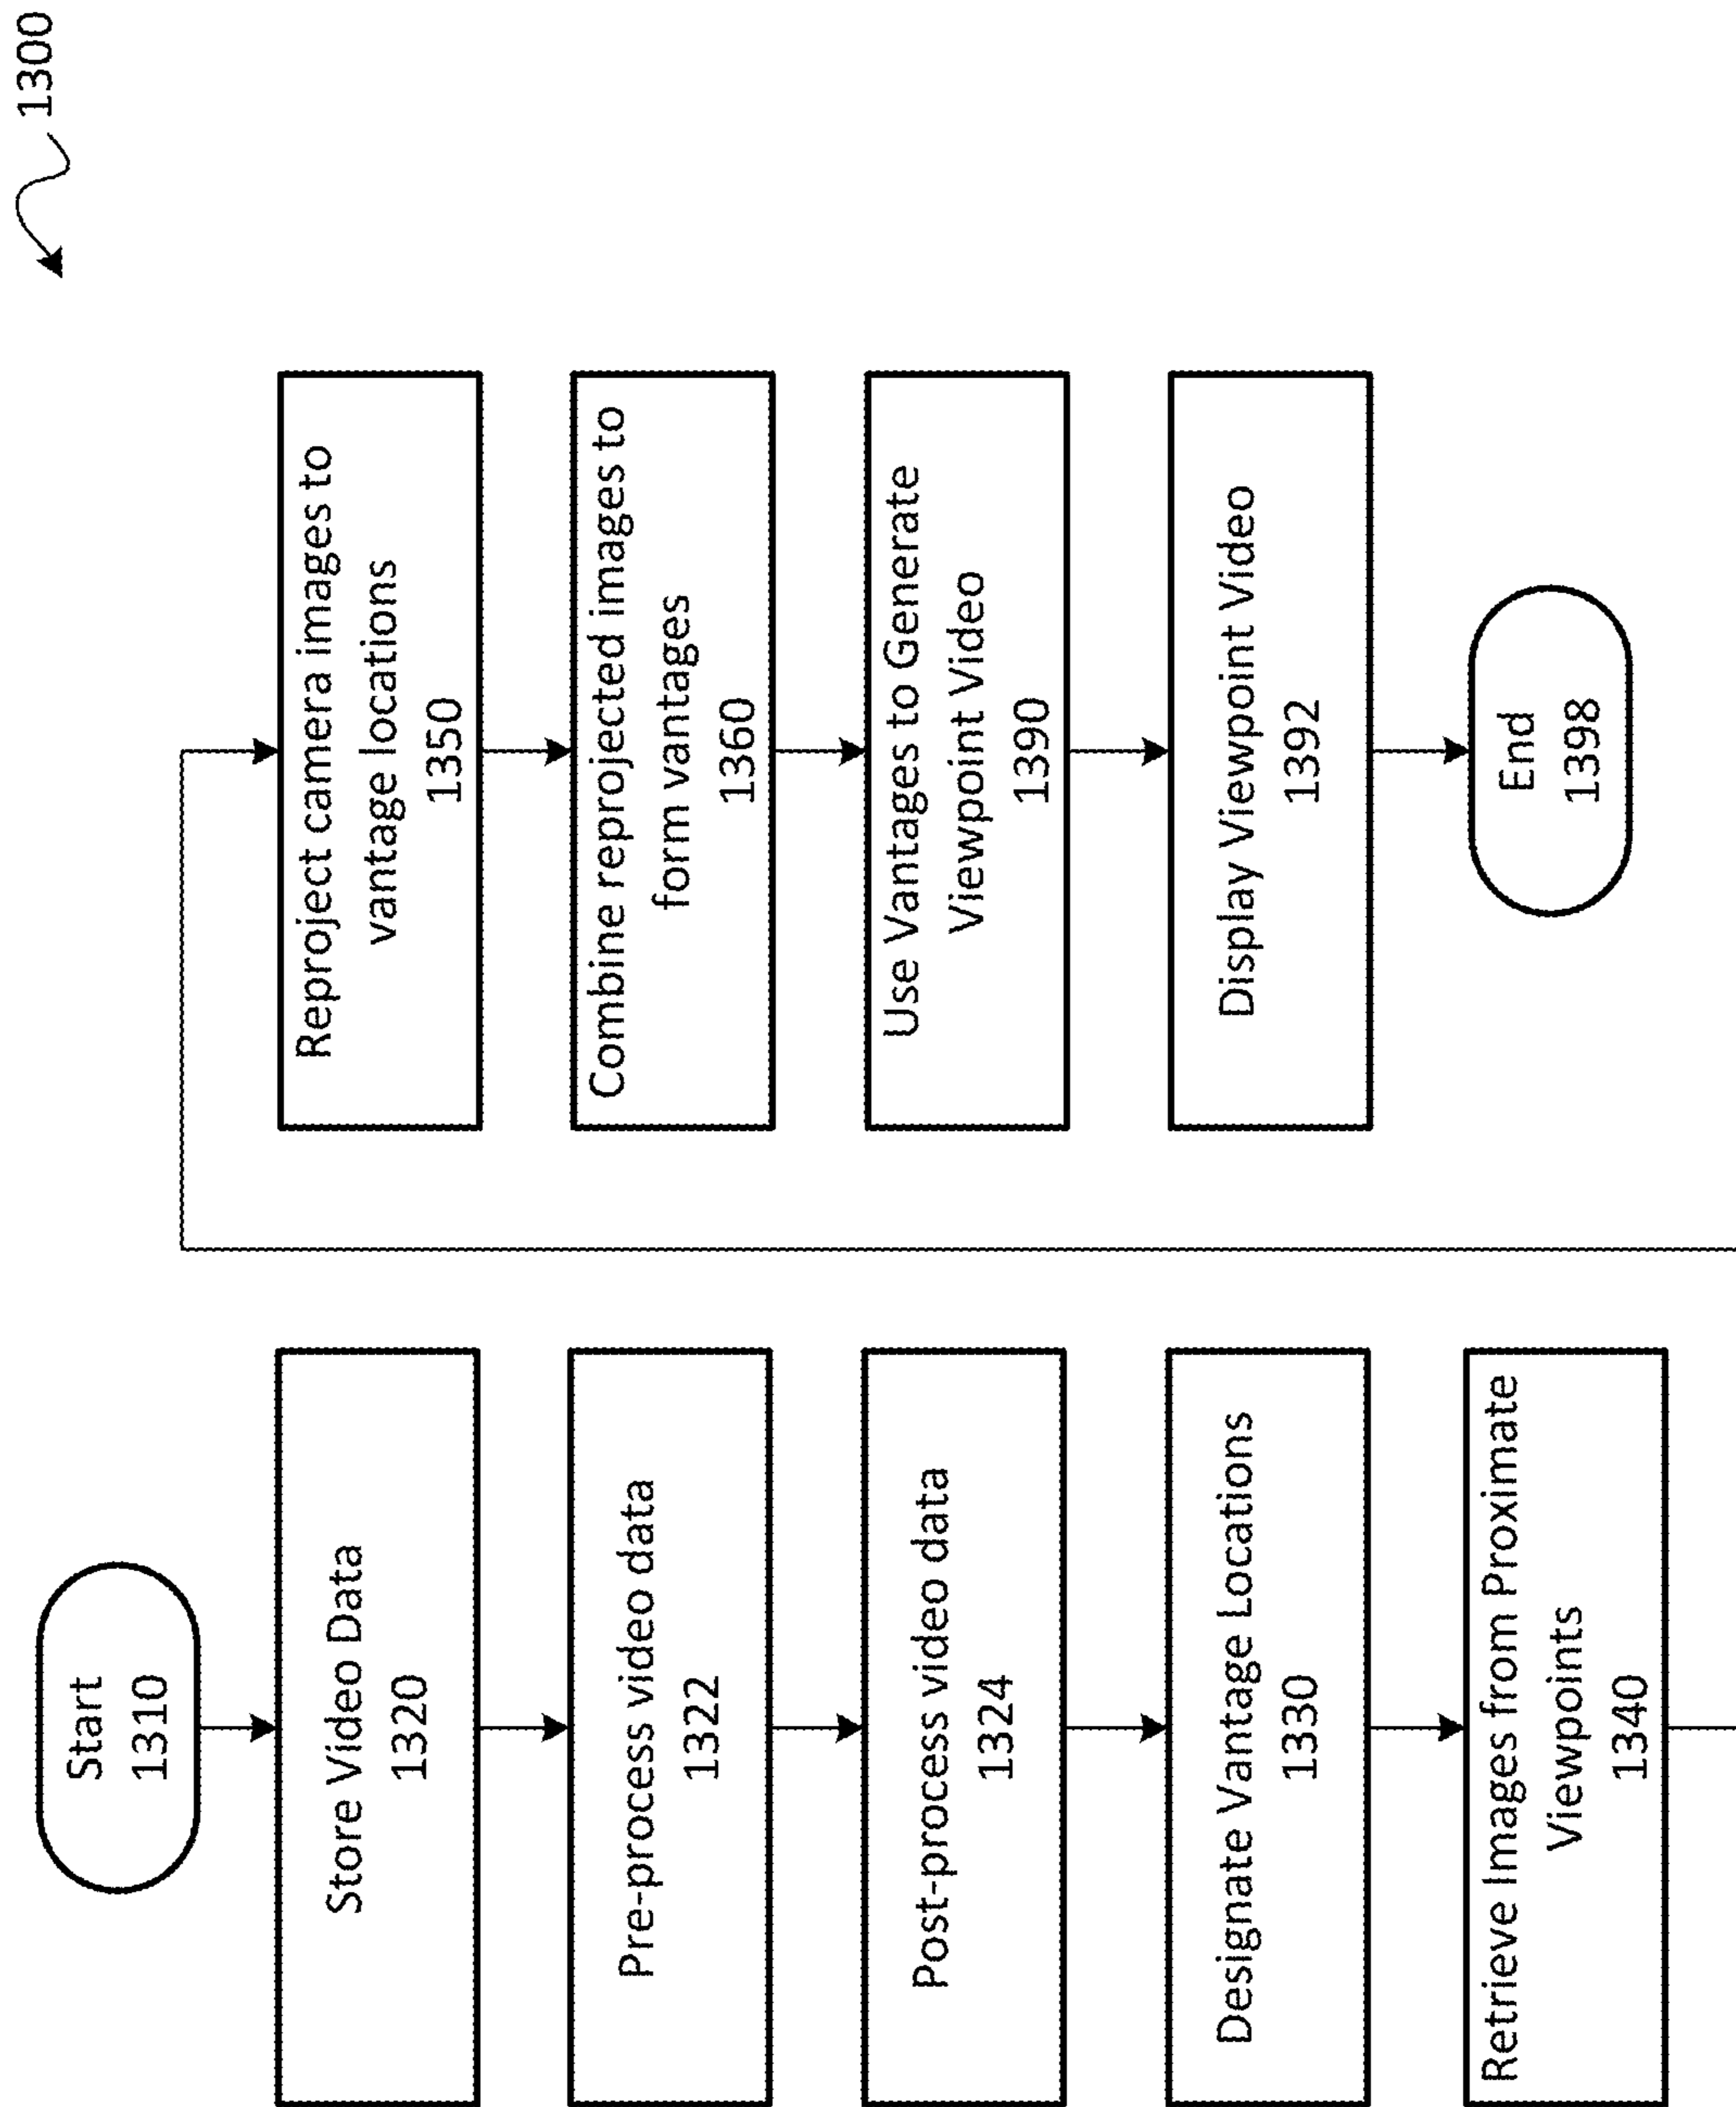 1300
Start
1310
Store Video Data
1320
Pre-process video data
1322
Post-process video data
1324
Designate Vantage Locations
1330
Retrieve Images from Proximate
Viewpoints
1340
Reproject camera images to
vantage locations
1350
Combine reprojected images to
form vantages
1360
Use Vantages to Generate
Viewpoint Video
1390
Display Viewpoint Video
1392
End
1398